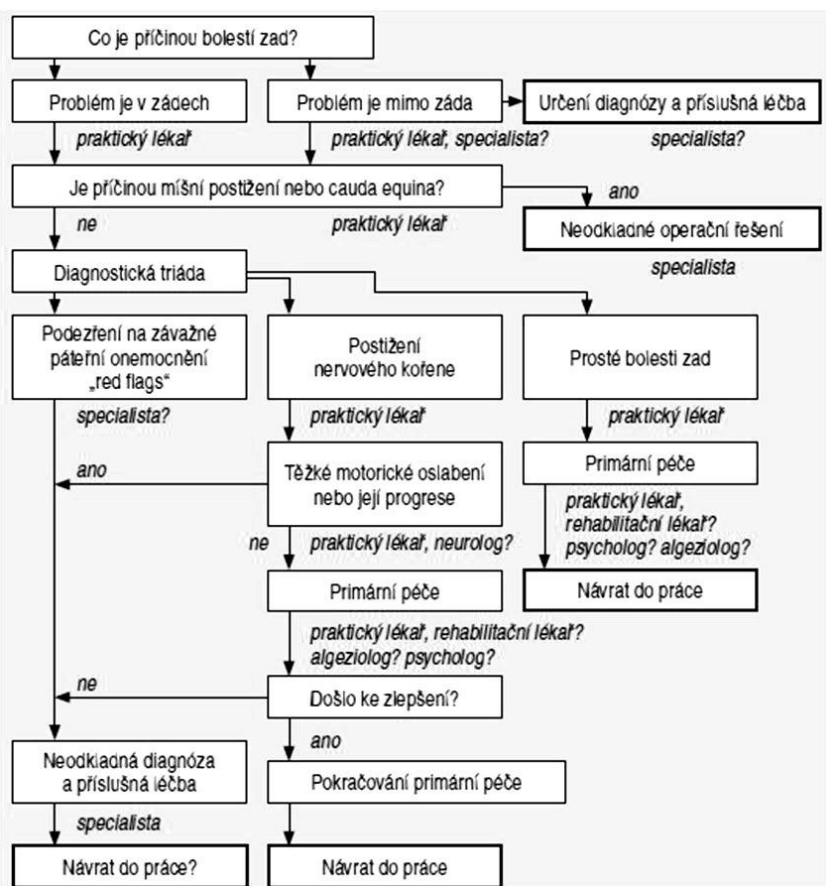 Co je příčinou bolestí zad?
Problém je v zádech
Problém je mimo záda
Určení diagnózy a příslušná léčba
praktický lékař
praktický lékař, specialista?
specialista?
Je příčinou míšní postižení nebo cauda equina?
ano
ne
praktický lékař
Neodkladné operační řešení
specialista
Diagnostická triáda
Podezření na závažné
páteřní onemocnění
„red flags“
Postižení
nervového kořene
Prosté bolesti zad
specialista?
praktický lékař
praktický lékař
ano
Těžké motorické oslabení
nebo její progrese
Primární péče
praktický lékař,
rehabilitační lékař?
psycholog? algeziolog?
ne
praktický lékař, neurolog?
Primární péče
Návrat do práce
praktický lékař, rehabilitační lékař?
algeziolog? psycholog?
ne
Došlo ke zlepšení?
ano
Neodkladná diagnóza
a příslušná léčba
Pokračování primární péče
specialista
Návrat do práce?
Návrat do práce